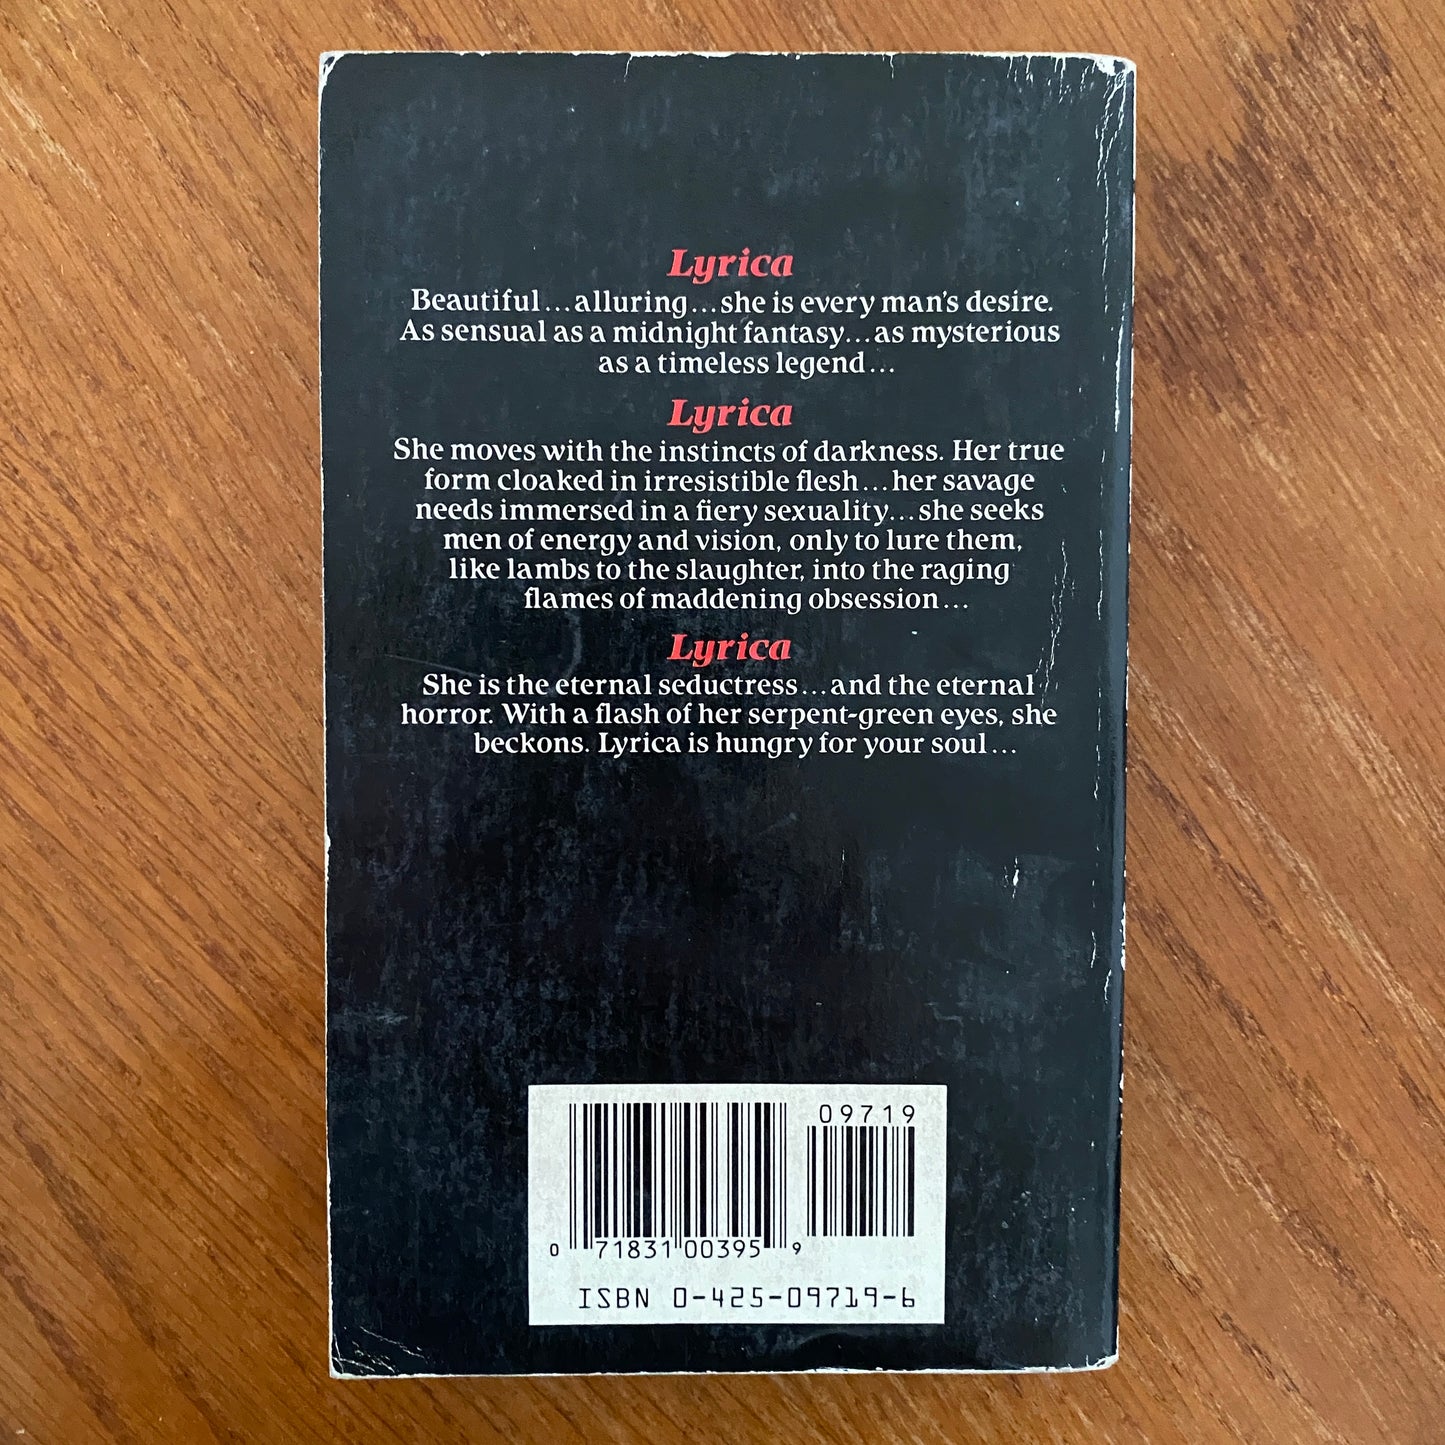 Lyrica
Beautiful...alluring...she is every man's desire.
As sensual as a midnight fantasy...as mysterious
as a timeless legend...
Lyrica
She moves with the instincts of darkness. Her true
form cloaked in irresistible flesh...her savage
needs immersed in a fiery sexuality...she seeks
men of energy and vision, only to lure them,
like lambs to the slaughter, into the raging
flames of maddening obsession...
Lyrica
She is the eternal seductress...and the eternal
horror. With a flash of her serpent-green eyes, she
beckons. Lyrica is hungry for your soul...
09719
0 71831 00395 9
ISBN 0-425-09719-6